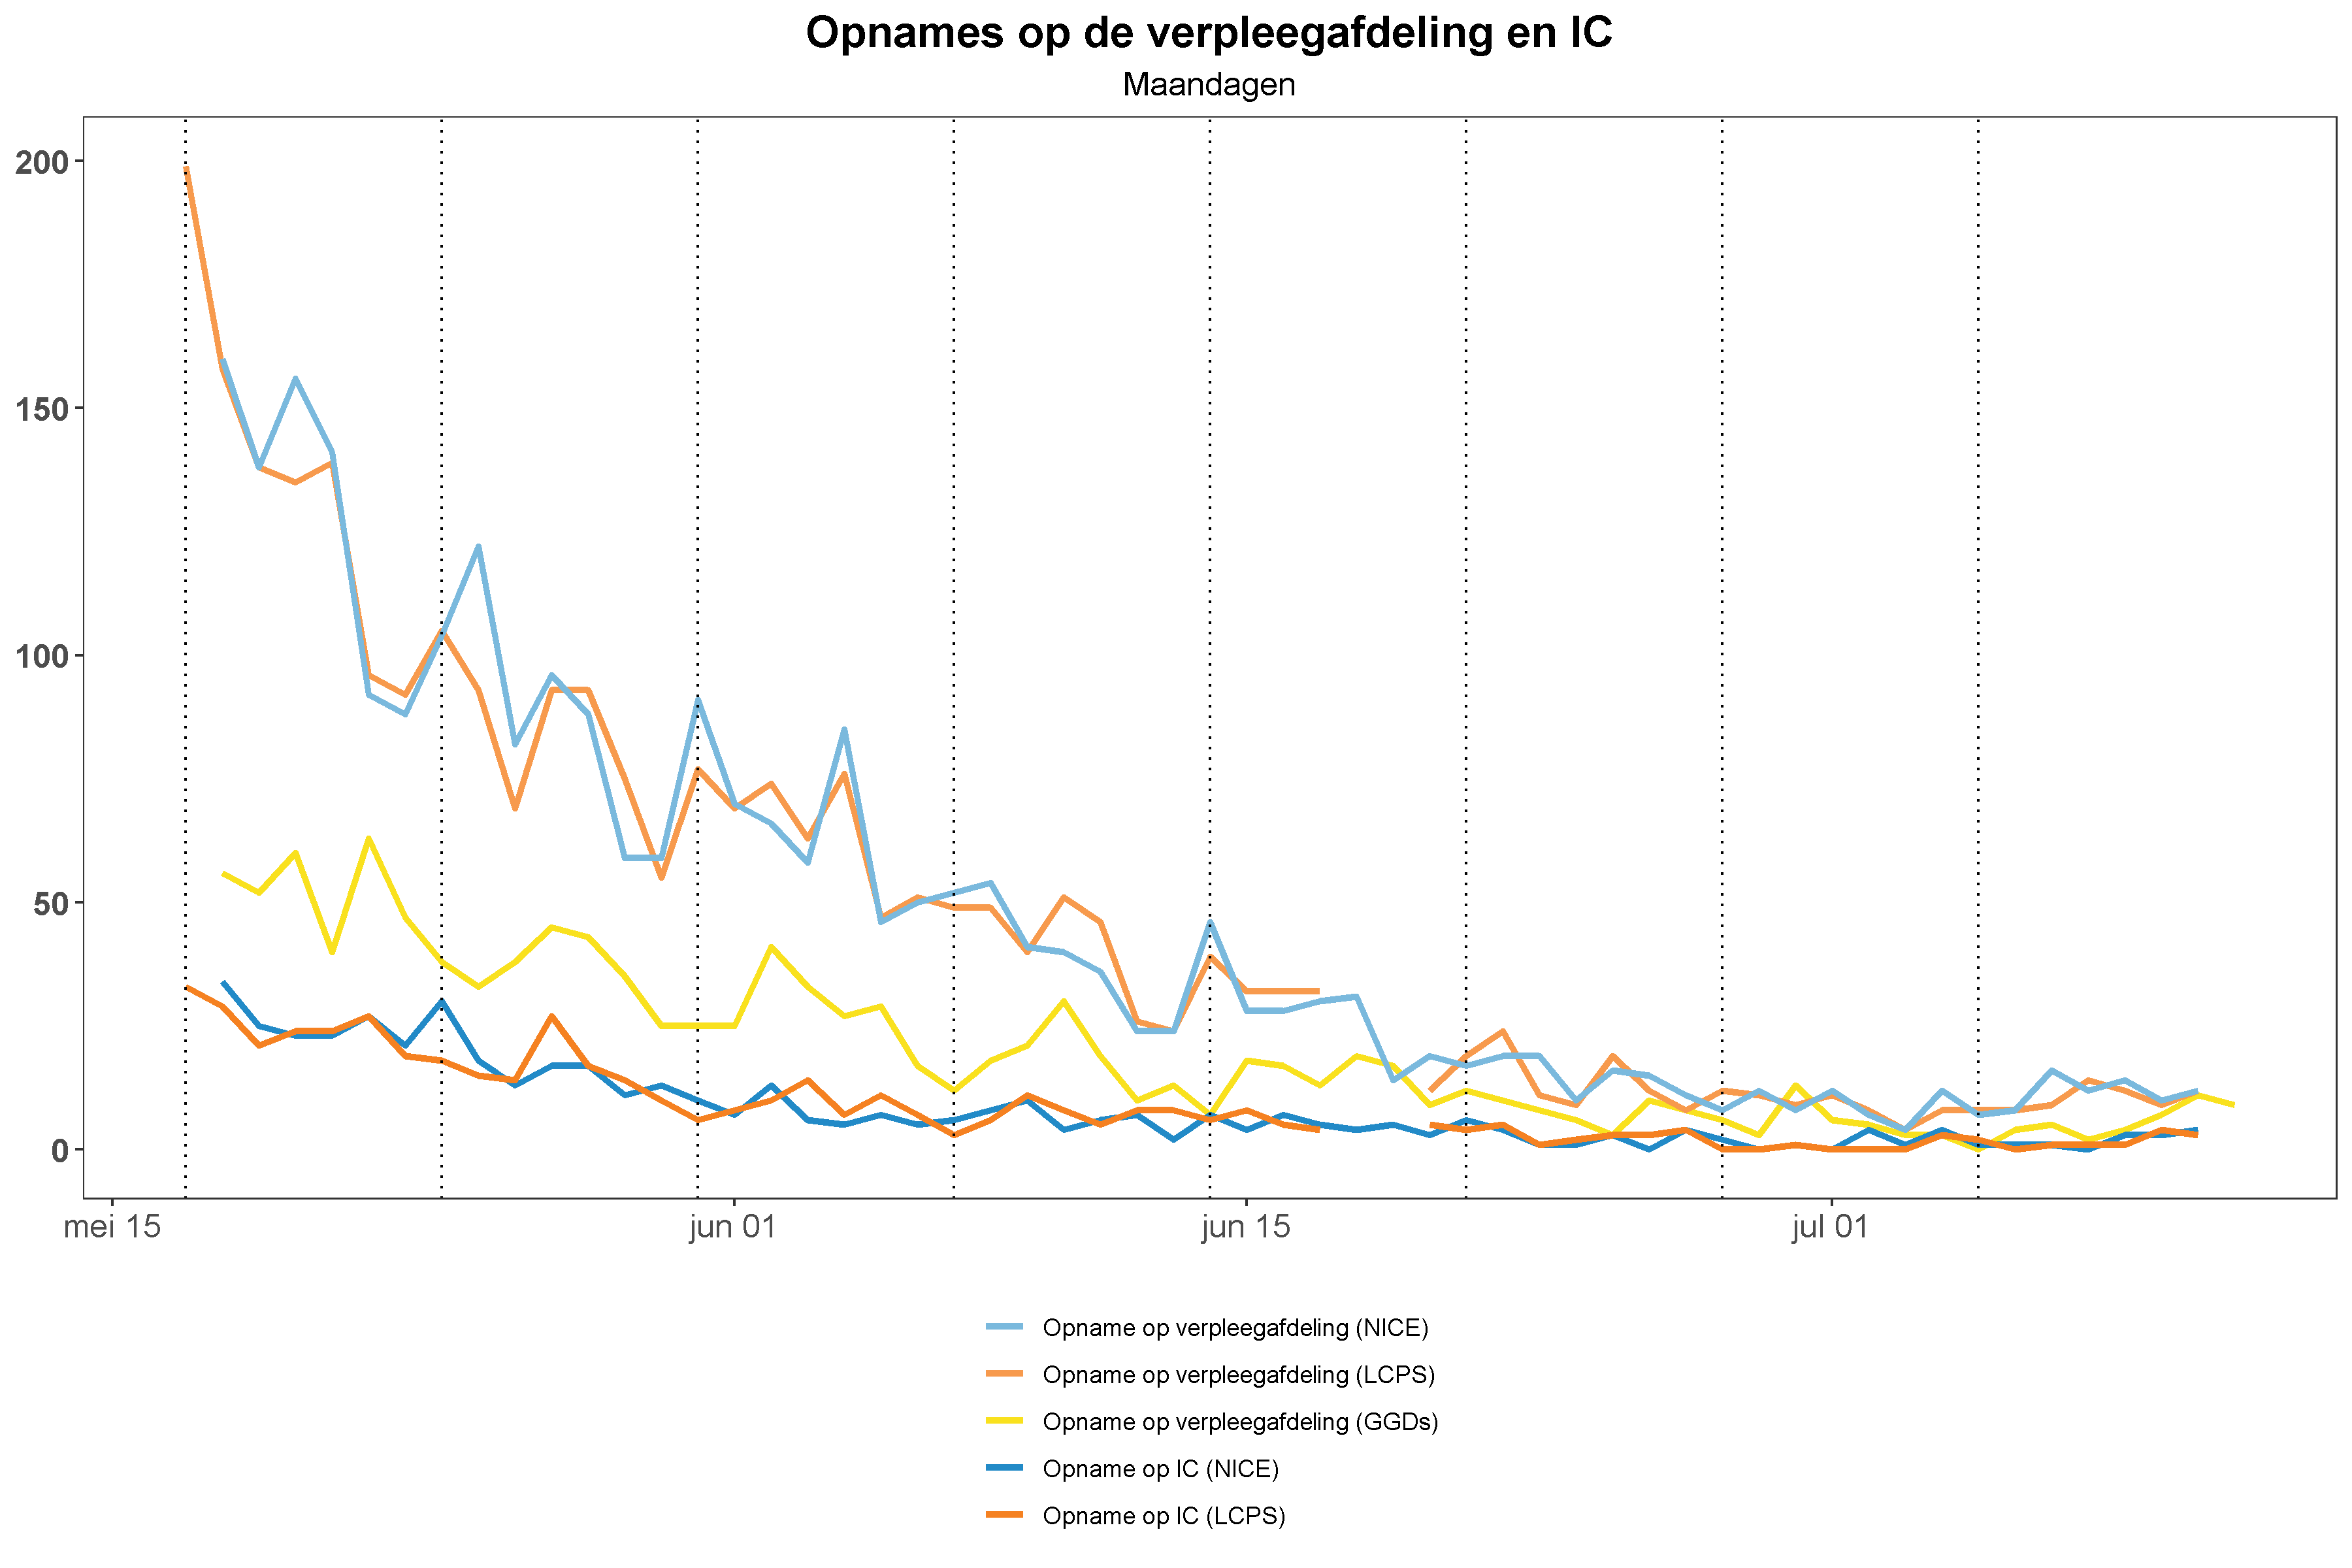 Opnames op de verpleegafdeling en IC
Maandagen
200
150
100
50
0
mei 15
jun 01
jun 15
jul 01
Opname op verpleegafdeling (NICE)
Opname op verpleegafdeling (LCPS)
Opname op verpleegafdeling (GGDs)
Opname op IC (NICE)
Opname op IC (LCPS)